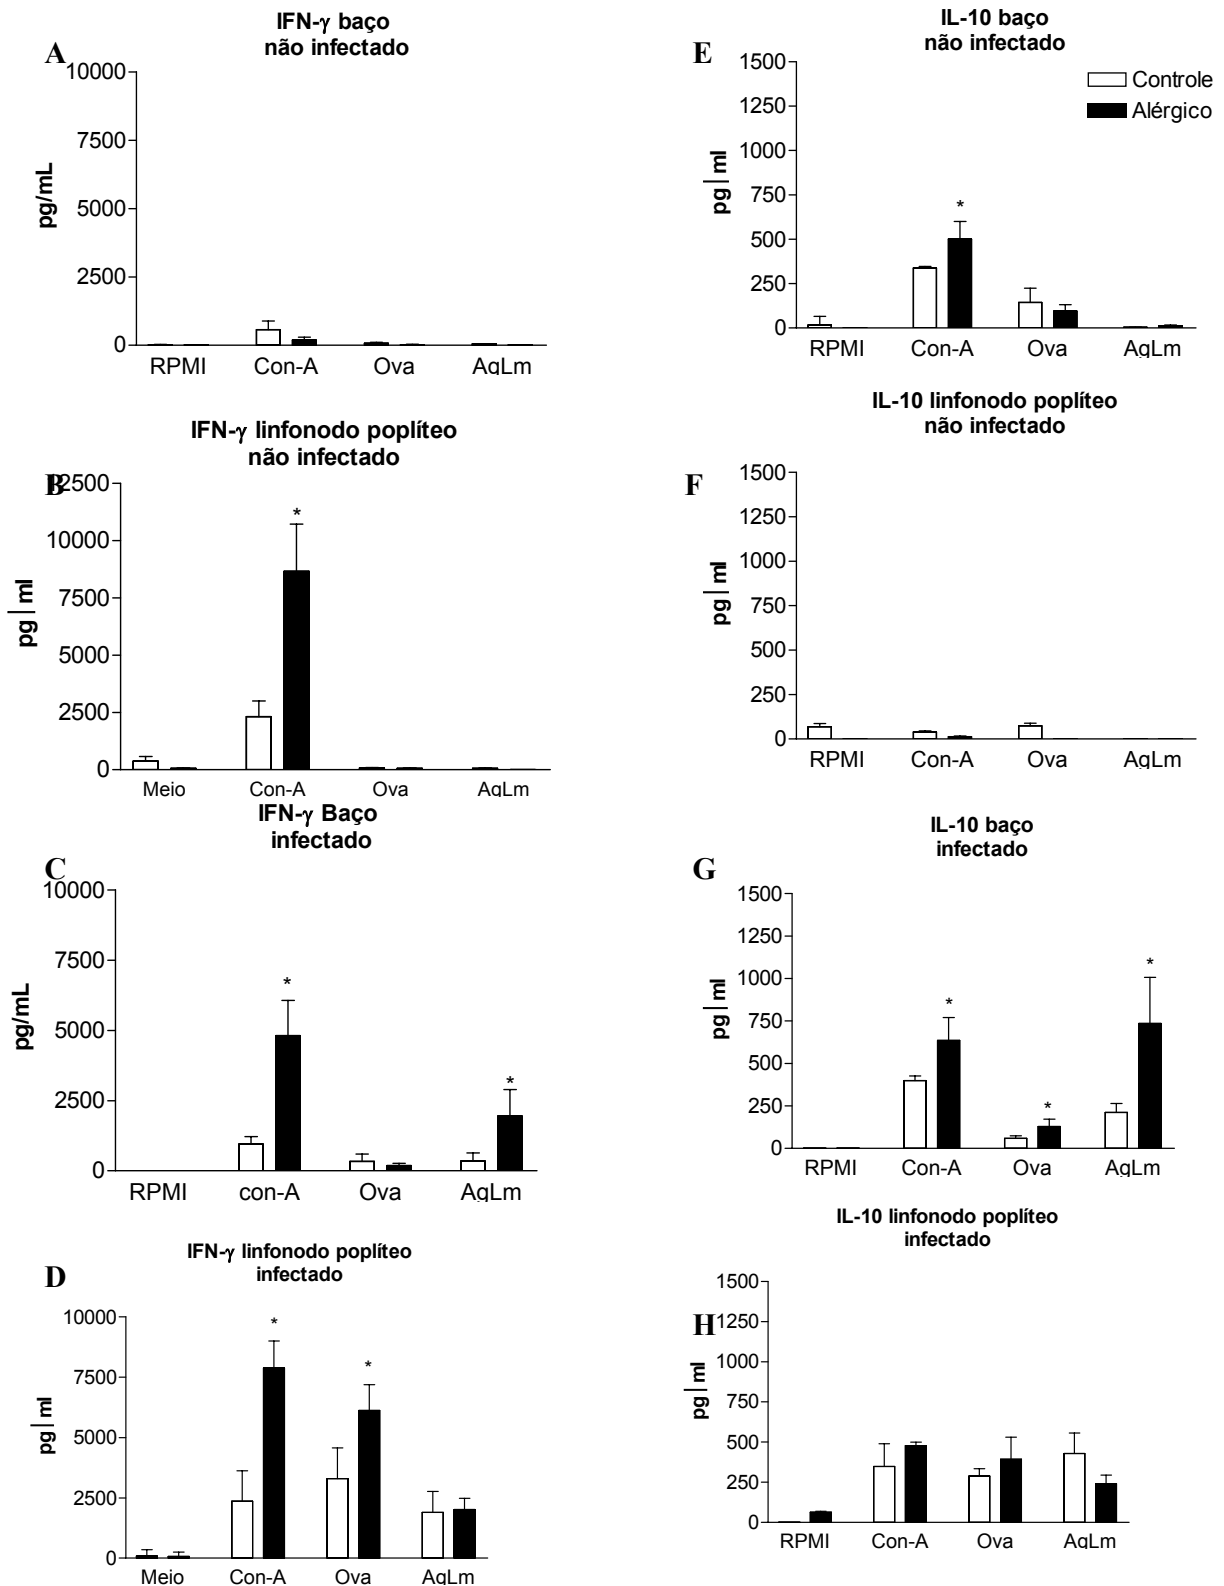 IFN-γ baço
não infectado
A
10000
7500
5000
2500
0
pg/mL
RPMI Con-A Ova AgLm
IFN-γ linfonodo poplíteo
não infectado
B
12500
10000
7500
5000
2500
0
pg|ml
Meio Con-A Ova AgLm
IFN-γ Baço
infectado
C
10000
7500
5000
2500
0
pg/mL
* *
RPMI con-A Ova AgLm
IFN-γ linfonodo poplíteo
infectado
D
10000
7500
5000
2500
0
pg|ml
* *
Meio Con-A Ova AgLm
IL-10 baço
não infectado
E
1500
1250
1000
750
500
250
0
pg|ml
Controle
Alérgico
*
RPMI Con-A Ova AgLm
IL-10 linfonodo poplíteo
não infectado
F
1500
1250
1000
750
500
250
0
pg|ml
RPMI Con-A Ova AgLm
IL-10 baço
infectado
G
1500
1250
1000
750
500
250
0
pg|ml
* * *
RPMI Con-A Ova AgLm
IL-10 linfonodo poplíteo
infectado
H
1500
1250
1000
750
500
250
0
pg|ml
RPMI Con-A Ova AgLm